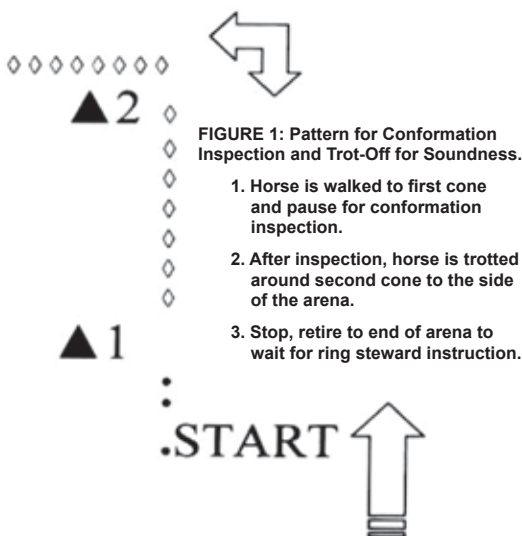 2
FIGURE 1: Pattern for Conformation
Inspection and Trot-Off for Soundness.
1. Horse is walked to first cone
and pause for conformation
inspection.
2. After inspection, horse is trotted
around second cone to the side
of the arena.
3. Stop, retire to end of arena to
wait for ring steward instruction.
1
.START